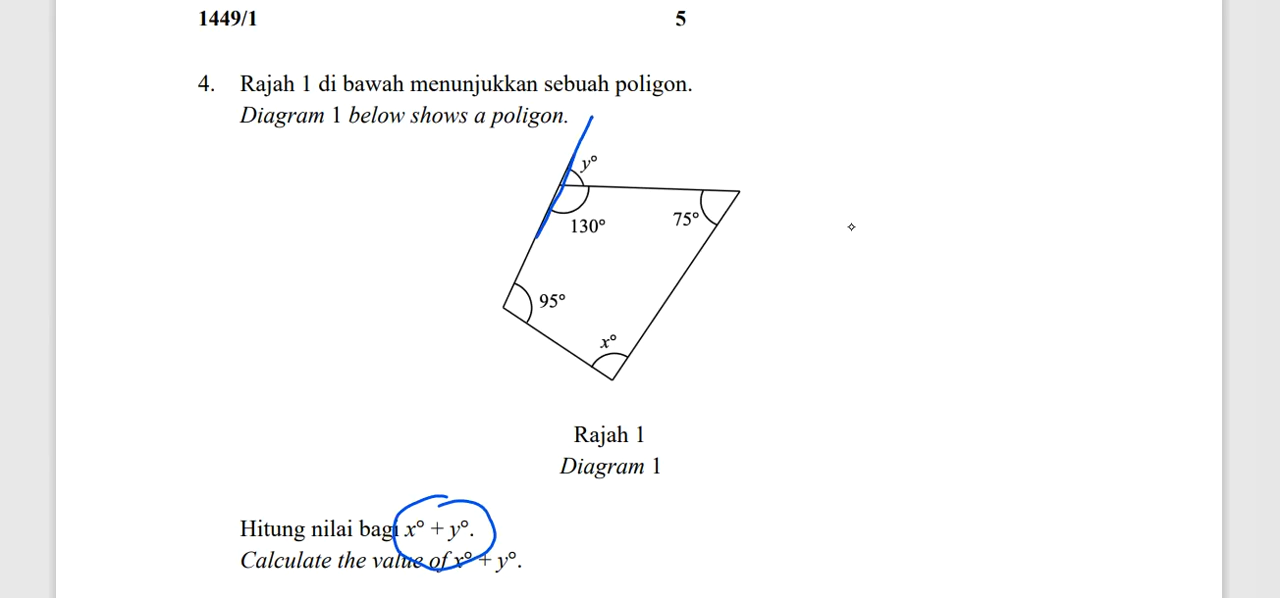 1449/1 5
4. Rajah 1 di bawah menunjukkan sebuah poligon.
Diagram 1 below shows a poligon.
y°
130° 75°
95°
x°
Rajah 1
Diagram 1
Hitung nilai bagi x° + y°.
Calculate the value of x° + y°.